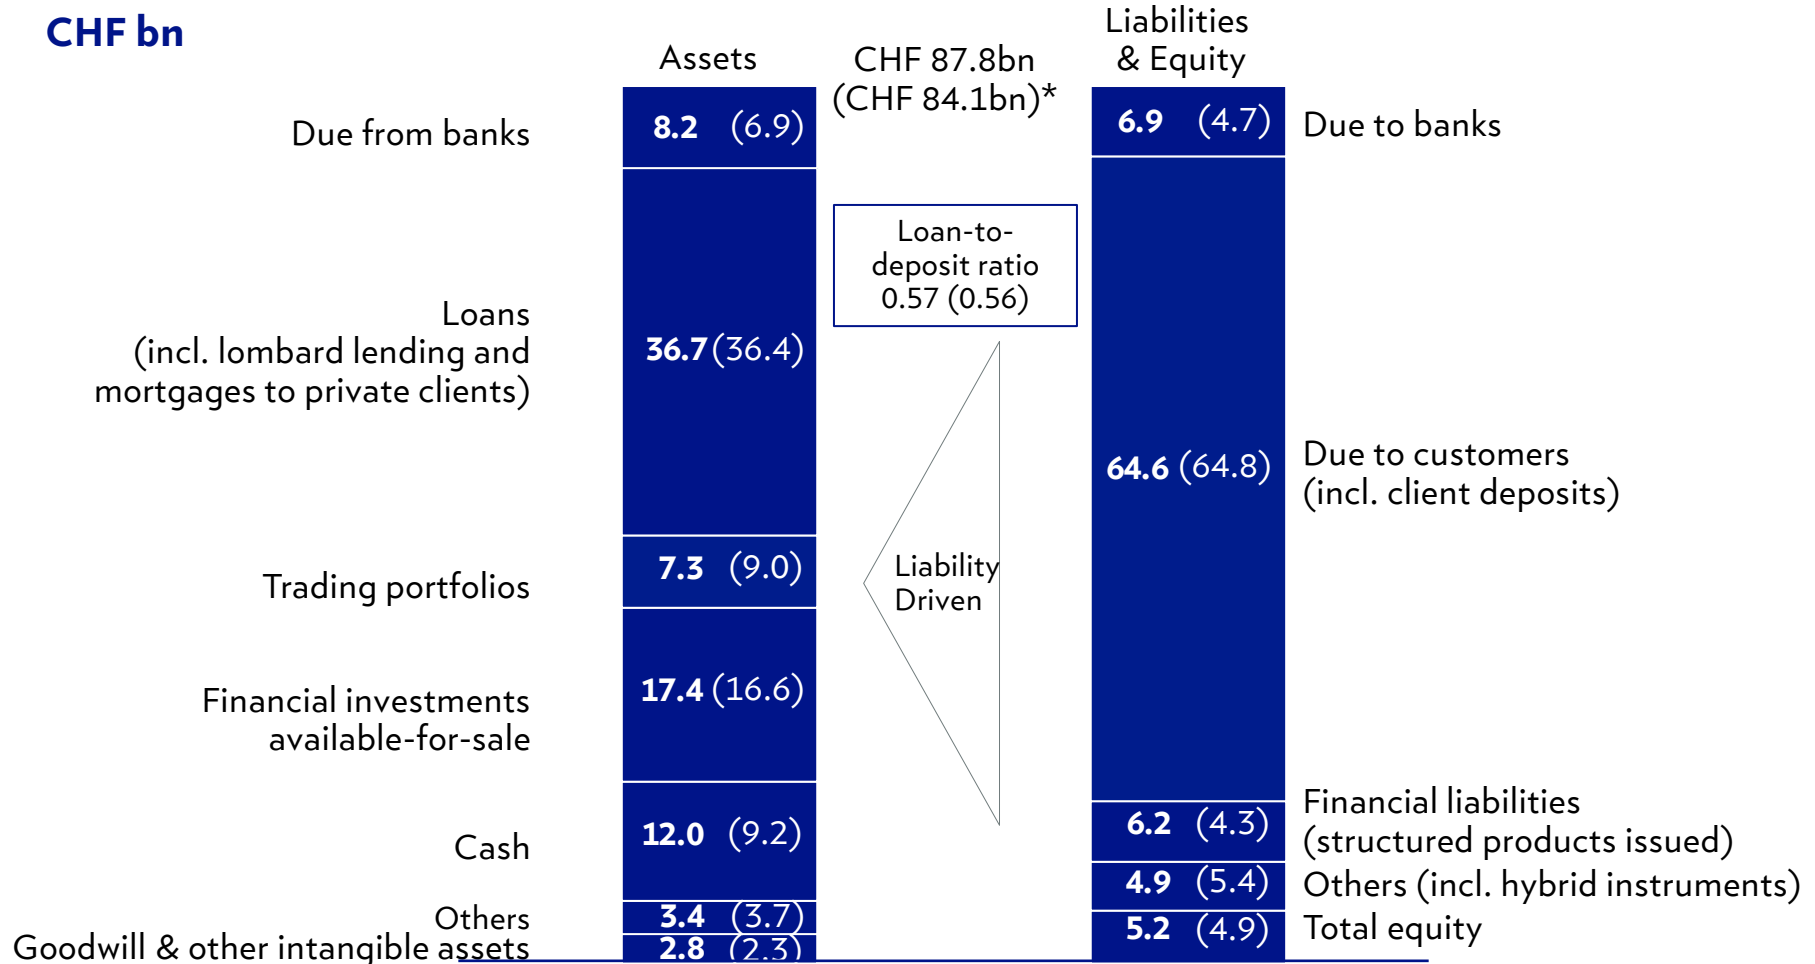 CHF bn
Assets
CHF 87.8bn
(CHF 84.1bn)*
Liabilities
& Equity
Due from banks
8.2 (6.9)
6.9 (4.7)
Due to banks
Loan-to-
deposit ratio
0.57 (0.56)
Loans
(incl. lombard lending and
mortgages to private clients)
36.7 (36.4)
64.6 (64.8)
Due to customers
(incl. client deposits)
Trading portfolios
7.3 (9.0)
Liability
Driven
Financial investments
available-for-sale
17.4 (16.6)
Cash
12.0 (9.2)
6.2 (4.3)
Financial liabilities
(structured products issued)
4.9 (5.4)
Others (incl. hybrid instruments)
Others
3.4 (3.7)
5.2 (4.9)
Total equity
Goodwill & other intangible assets
2.8 (2.3)